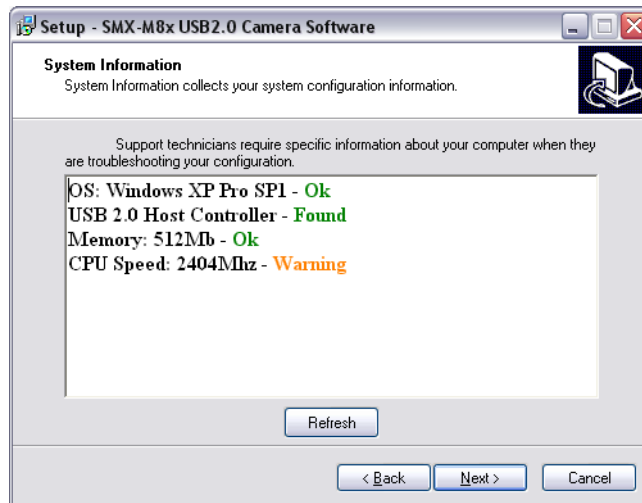 Setup - SMX-M8x USB2.0 Camera Software
System Information
System Information collects your system configuration information.
Support technicians require specific information about your computer when they
are troubleshooting your configuration.
OS: Windows XP Pro SP1 - Ok
USB 2.0 Host Controller - Found
Memory: 512Mb - Ok
CPU Speed: 2404Mhz - Warning
Refresh
< Back
Next >
Cancel